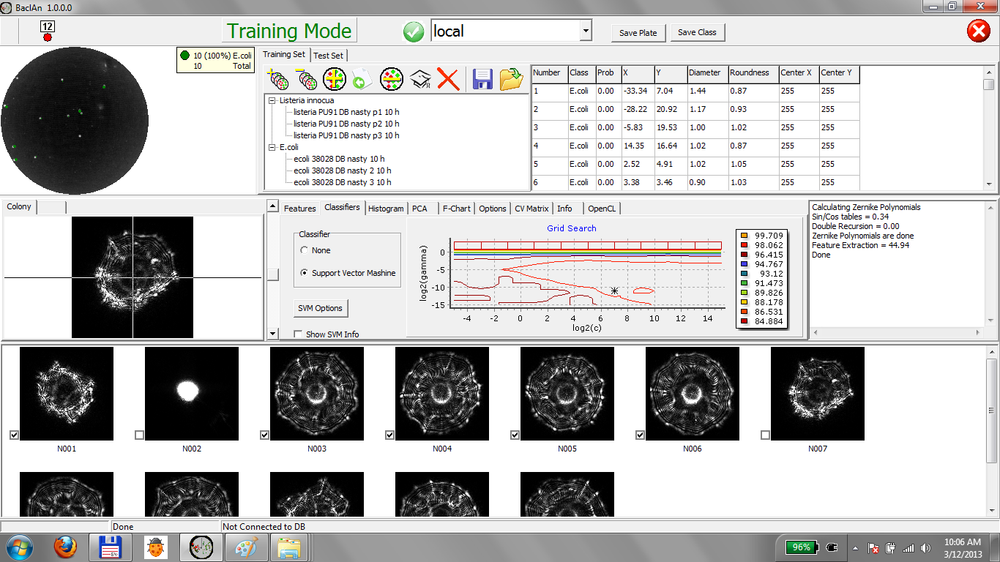 BacIAn 1.0.0.0
12
Training Mode
local
Save Plate
Save Class
10 (100%) E.coli
10 Total
Training Set
Test Set
Listeria innocua
listeria PU91 DB nasty p1 10 h
listeria PU91 DB nasty p2 10 h
listeria PU91 DB nasty p3 10 h
E.coli
ecoli 38028 DB nasty 10 h
ecoli 38028 DB nasty 2 10 h
ecoli 38028 DB nasty 3 10 h
Number Class Prob X Y Diameter Roundness Center X Center Y
1 E.coli 0.00 -33.34 7.04 1.44 0.87 255 255
2 E.coli 0.00 -28.22 20.92 1.17 0.93 255 255
3 E.coli 0.00 -5.83 19.53 1.00 1.02 255 255
4 E.coli 0.00 14.35 16.64 1.02 0.87 255 255
5 E.coli 0.00 2.52 4.91 1.02 1.05 255 255
6 E.coli 0.00 3.38 3.46 0.90 1.03 255 255
Colony
Features Classifiers Histogram PCA F-Chart Options CV Matrix Info OpenCL
Classifier
None
Support Vector Mashine
SVM Options
Show SVM Info
Grid Search
log2(gamma)
0
-5
-10
-15
-4 -2 0 2 4 6 8 10 12 14
log2(c)
99.709
98.062
96.415
94.767
93.12
91.473
89.826
88.178
86.531
84.884
Calculating Zernike Polynomials
Sin/Cos tables = 0.34
Double Recursion = 0.00
Zernike Polynomials are done
Feature Extraction = 44.94
Done
N001 N002 N003 N004 N005 N006 N007
Done
Not Connected to DB
64
96%
10:06 AM
3/12/2013